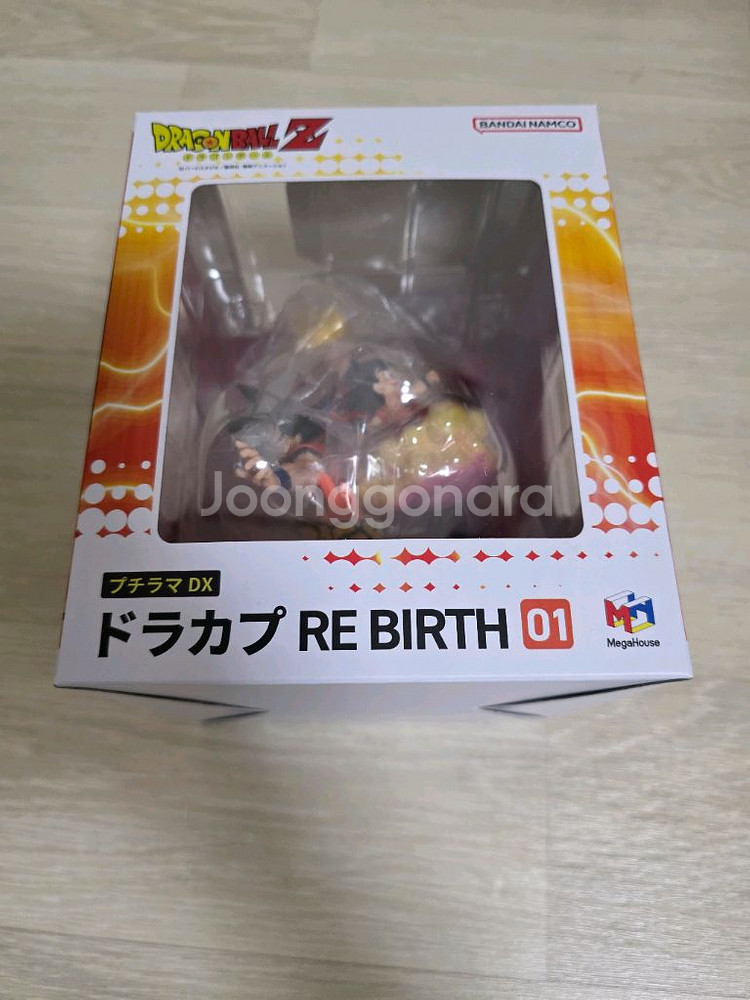 DRAGON BALL Z
BANDAI NAMCO
Joonggonara
プチラマ DX
ドラカプ RE BIRTH 01
MegaHouse